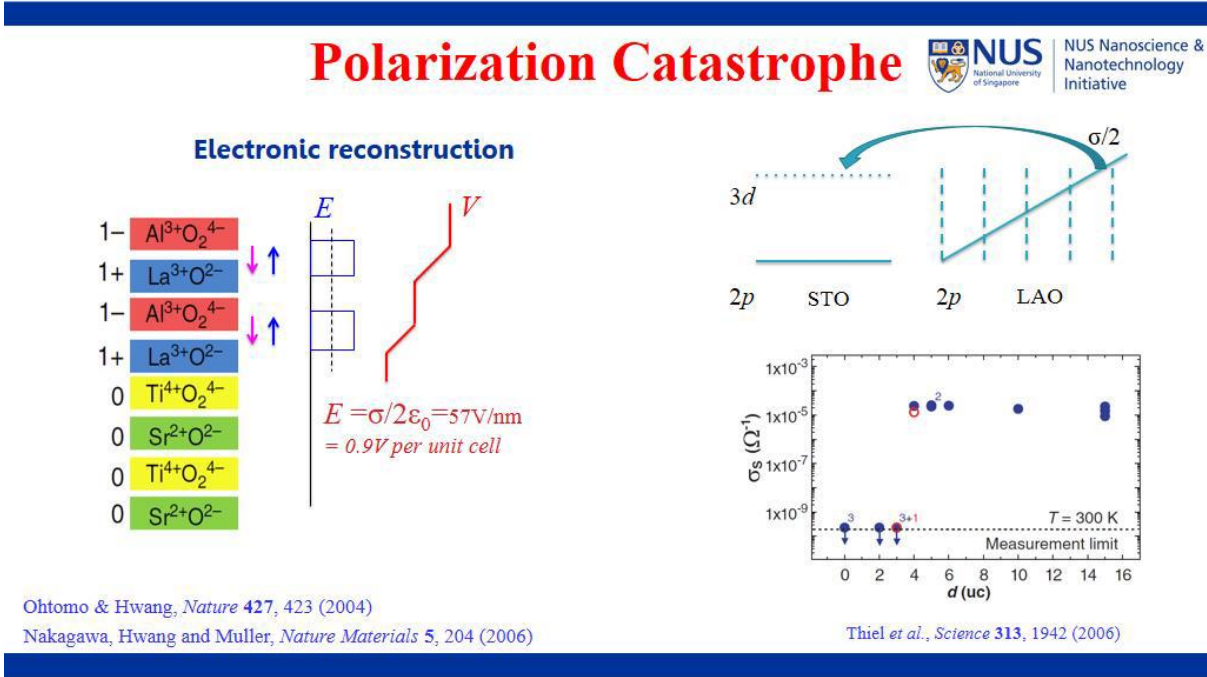 Polarization Catastrophe
NUS
National University
of Singapore
NUS Nanoscience &
Nanotechnology
Initiative
Electronic reconstruction
E
V
1– Al³⁺O₂⁴⁻
1+ La³⁺O²⁻
1– Al³⁺O₂⁴⁻
1+ La³⁺O²⁻
0 Ti⁴⁺O₂⁴⁻
0 Sr²⁺O²⁻
0 Ti⁴⁺O₂⁴⁻
0 Sr²⁺O²⁻
E =σ/2ε₀=57V/nm
= 0.9V per unit cell
σ/2
3d
2p STO 2p LAO
1x10⁻³
1x10⁻⁵
1x10⁻⁷
1x10⁻⁹
σS (Ω⁻¹)
2
3
3+1
T = 300 K
Measurement limit
0 2 4 6 8 10 12 14 16
d (uc)
Ohtomo & Hwang, Nature 427, 423 (2004)
Nakagawa, Hwang and Muller, Nature Materials 5, 204 (2006)
Thiel et al., Science 313, 1942 (2006)